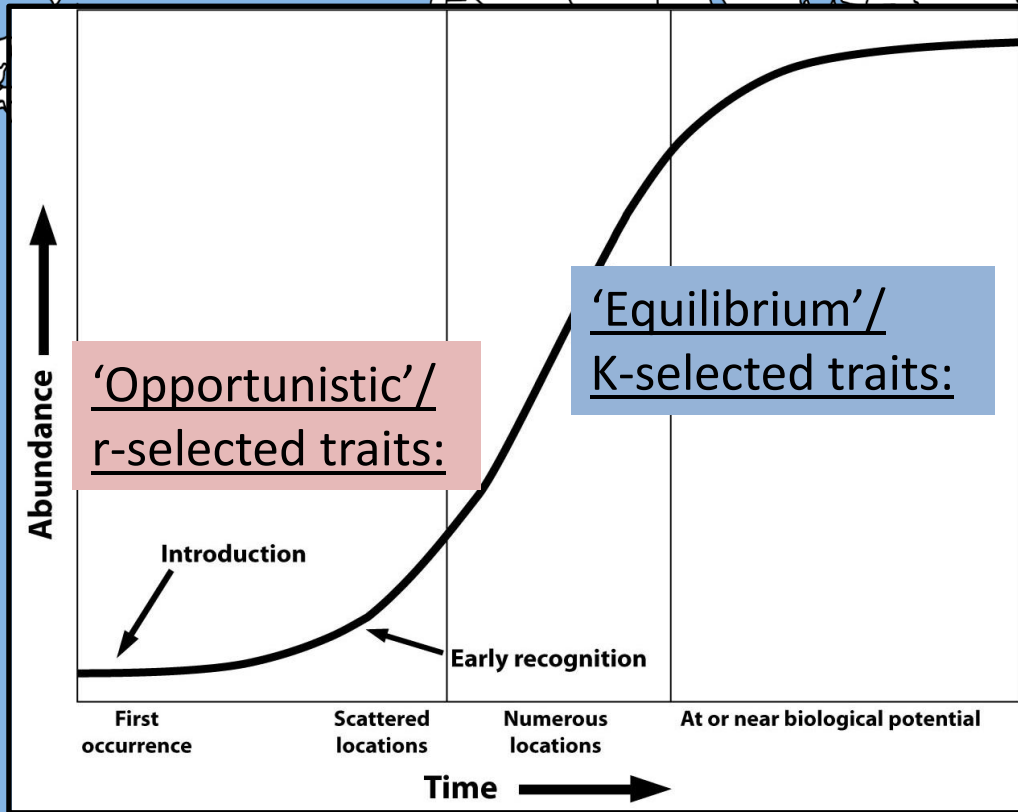 Abundance
‘Equilibrium’/
K-selected traits:
‘Opportunistic’/
r-selected traits:
Introduction
Early recognition
First
occurrence
Scattered
locations
Numerous
locations
At or near biological potential
Time